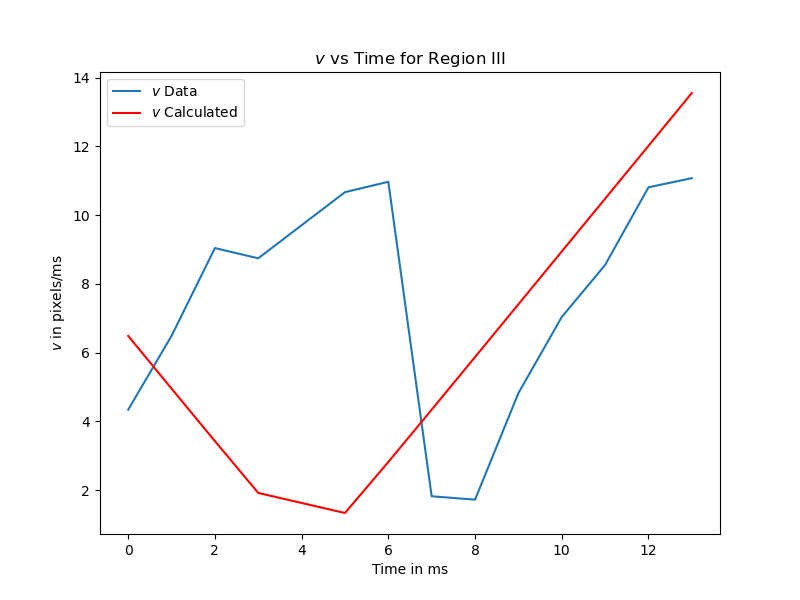 v vs Time for Region III
v Data
v Calculated
14
12
10
8
6
4
2
v in pixels/ms
0 2 4 6 8 10 12
Time in ms